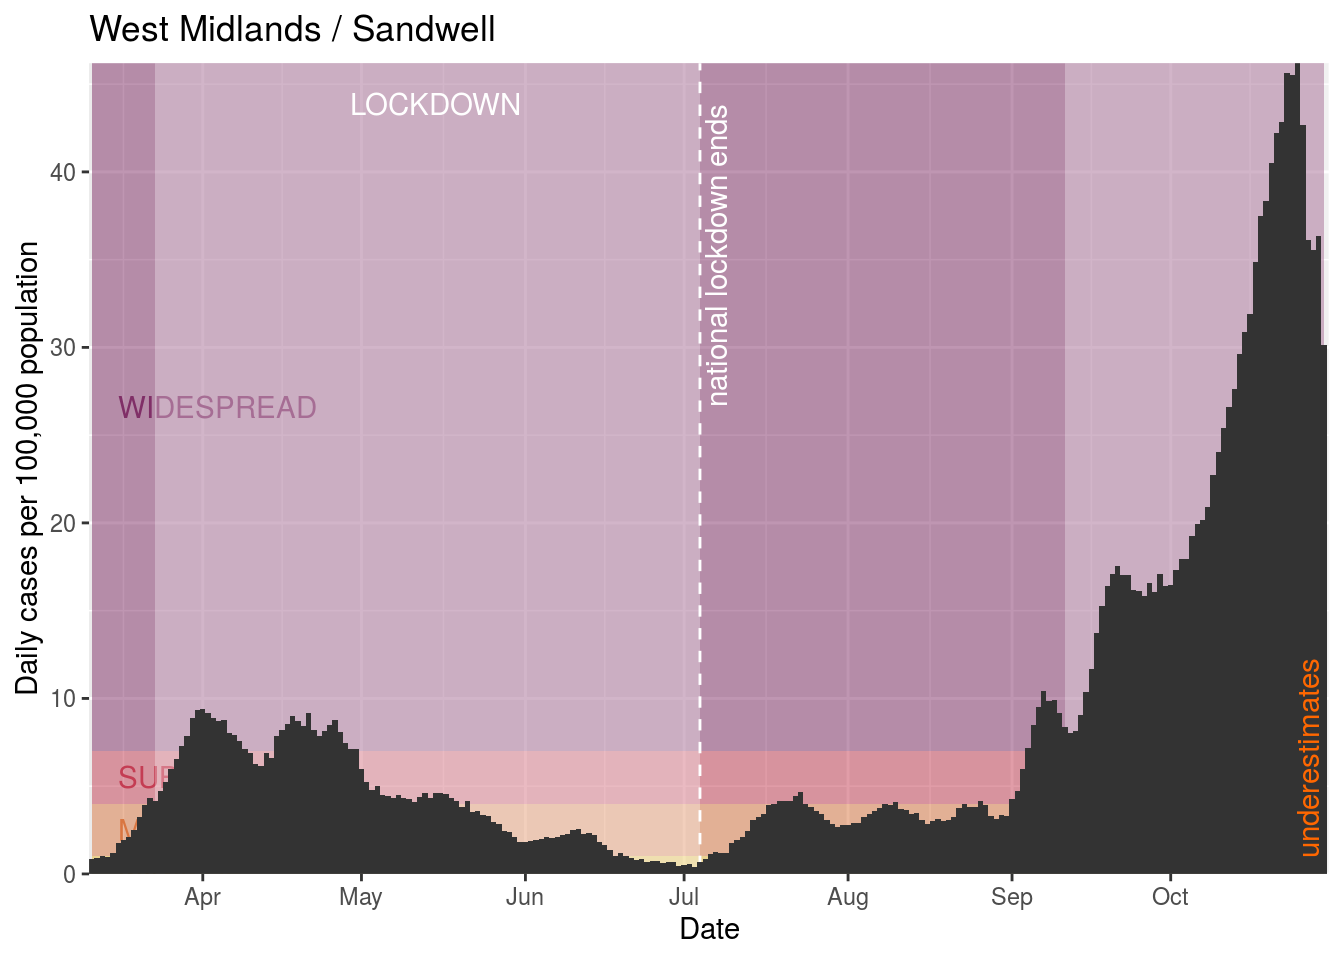 West Midlands / Sandwell
LOCKDOWN
national lockdown ends
WIDESPREAD
underestimates
Daily cases per 100,000 population
40
30
20
10
0
Apr
May
Jun
Jul
Aug
Sep
Oct
Date